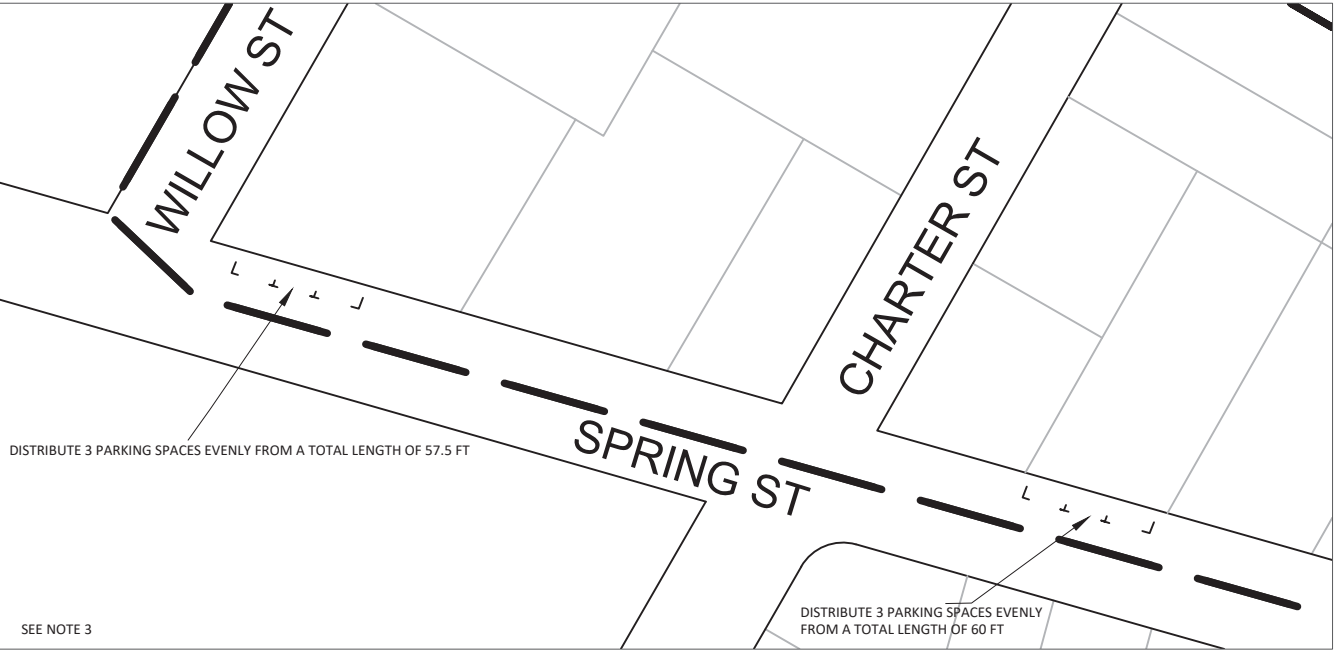 WILLOW ST
CHARTER ST
DISTRIBUTE 3 PARKING SPACES EVENLY FROM A TOTAL LENGTH OF 57.5 FT
SPRING ST
DISTRIBUTE 3 PARKING SPACES EVENLY
FROM A TOTAL LENGTH OF 60 FT
SEE NOTE 3